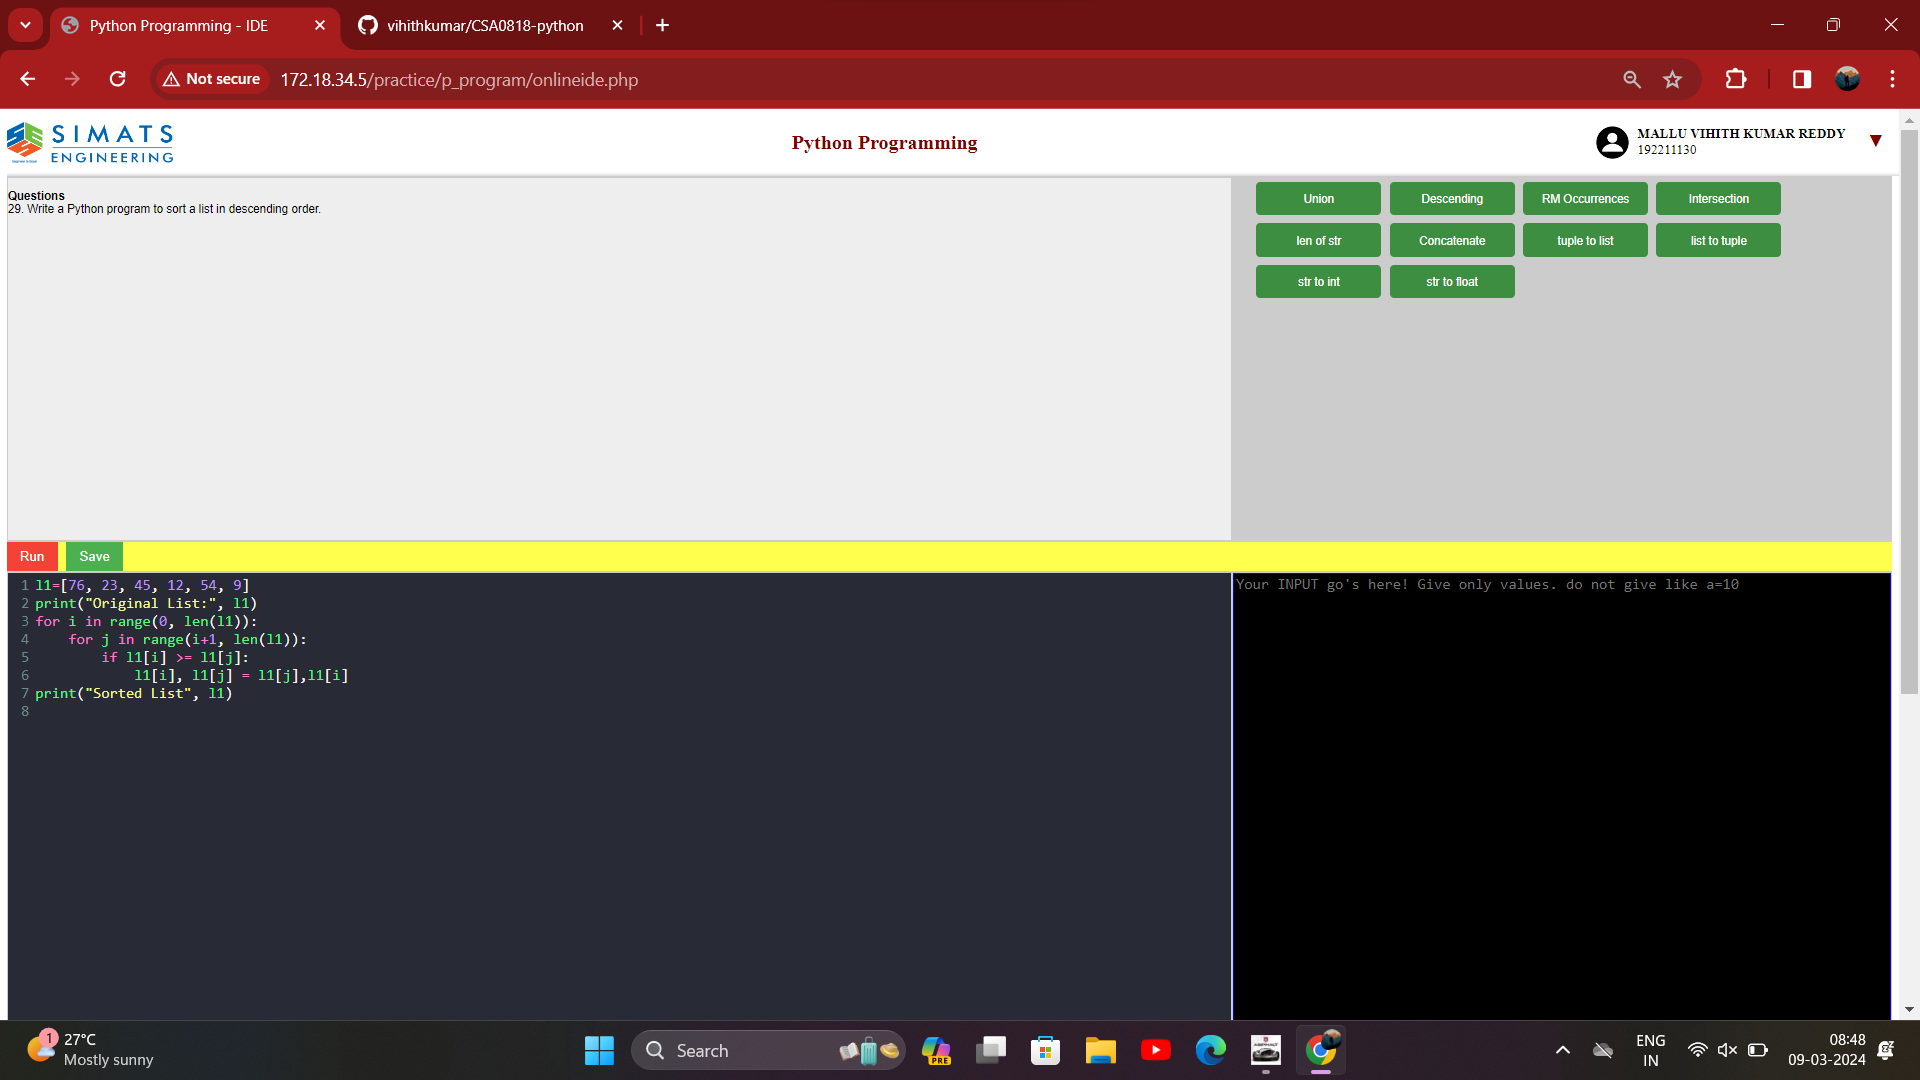 Python Programming - IDE
vihithkumar/CSA0818-python
Not secure
172.18.34.5/practice/p_program/onlineide.php
SIMATS
ENGINEERING
Python Programming
MALLU VIHITH KUMAR REDDY
192211130
Questions
29. Write a Python program to sort a list in descending order.
Union
Descending
RM Occurrences
Intersection
len of str
Concatenate
tuple to list
list to tuple
str to int
str to float
Run
Save
1 l1=[76, 23, 45, 12, 54, 9]
2 print("Original List:", l1)
3 for i in range(0, len(l1)):
4     for j in range(i+1, len(l1)):
5         if l1[i] >= l1[j]:
6             l1[i], l1[j] = l1[j],l1[i]
7 print("Sorted List", l1)
8
Your INPUT go's here! Give only values. do not give like a=10
1
27°C
Mostly sunny
Search
PRE
ENG
IN
08:48
09-03-2024